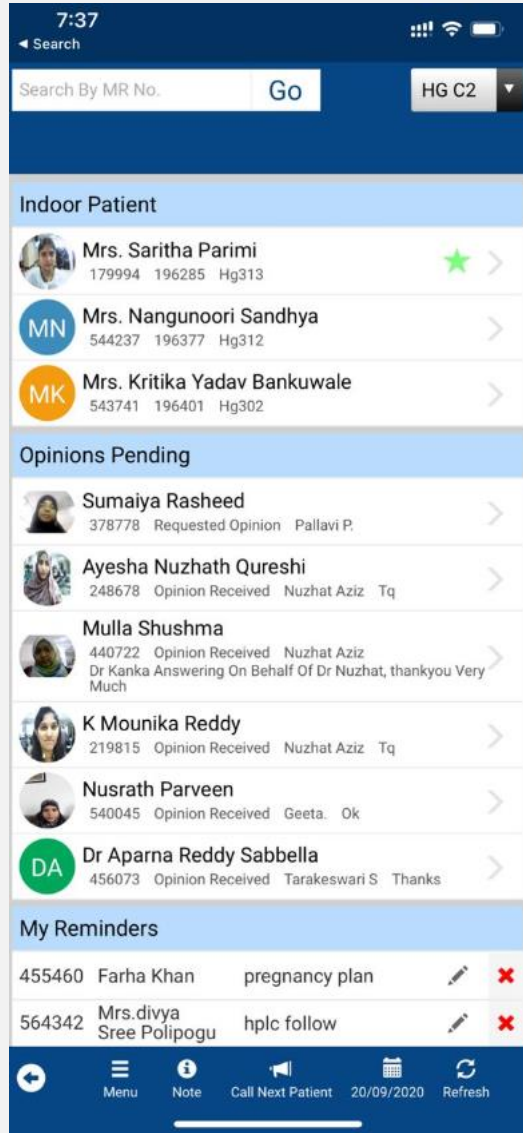 7:37
◄ Search
Search By MR No.
Go
HG C2
Indoor Patient
Mrs. Saritha Parimi
179994 196285 Hg313
MN
Mrs. Nangunoori Sandhya
544237 196377 Hg312
MK
Mrs. Kritika Yadav Bankuwale
543741 196401 Hg302
Opinions Pending
Sumaiya Rasheed
378778 Requested Opinion Pallavi P.
Ayesha Nuzhath Qureshi
248678 Opinion Received Nuzhat Aziz Tq
Mulla Shushma
440722 Opinion Received Nuzhat Aziz
Dr Kanka Answering On Behalf Of Dr Nuzhat, thankyou Very
Much
K Mounika Reddy
219815 Opinion Received Nuzhat Aziz Tq
Nusrath Parveen
540045 Opinion Received Geeta. Ok
DA
Dr Aparna Reddy Sabbella
456073 Opinion Received Tarakeswari S Thanks
My Reminders
455460 Farha Khan pregnancy plan
564342 Mrs.divya
Sree Polipogu hplc follow
Menu Note Call Next Patient 20/09/2020 Refresh